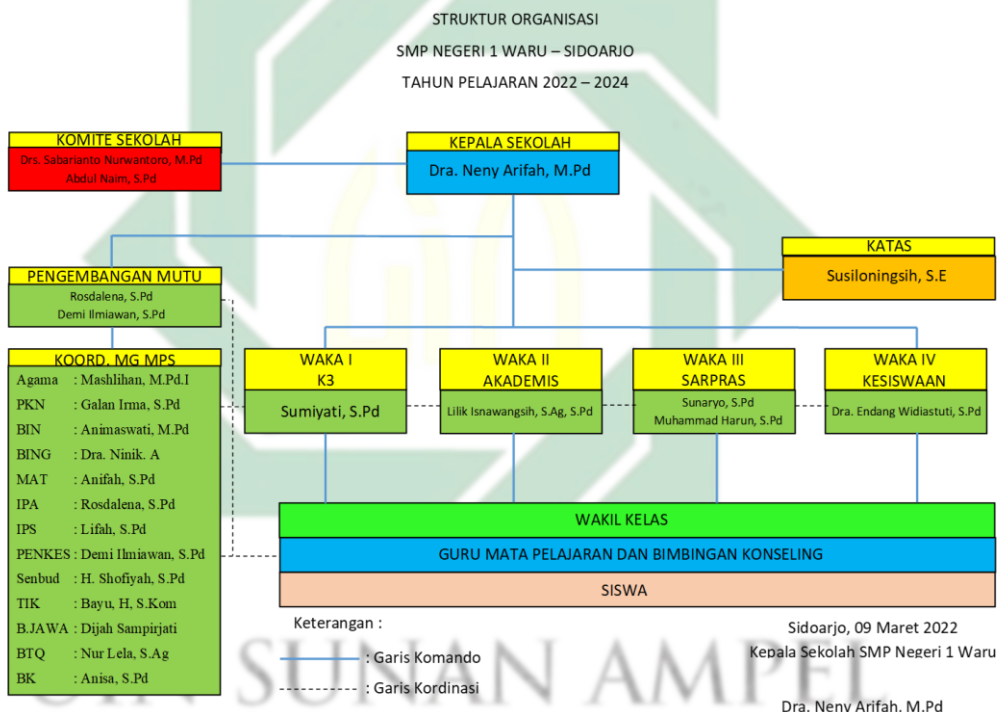 STRUKTUR ORGANISASI
SMP NEGERI 1 WARU – SIDOARJO
TAHUN PELAJARAN 2022 – 2024
KOMITE SEKOLAH
Drs. Sabarianto Nurwantoro, M.Pd
Abdul Naim, S.Pd
KEPALA SEKOLAH
Dra. Neny Arifah, M.Pd
KATAS
Susiloningsih, S.E
PENGEMBANGAN MUTU
Rosdalena, S.Pd
Demi Ilmiawan, S.Pd
KOORD. MG MPS
Agama : Mashlihan, M.Pd.I
PKN : Galan Irma, S.Pd
BIN : Animaswati, M.Pd
BING : Dra. Ninik. A
MAT : Anifah, S.Pd
IPA : Rosdalena, S.Pd
IPS : Lifah, S.Pd
PENKES : Demi Ilmiawan, S.Pd
Senbud : H. Shofiyah, S.Pd
TIK : Bayu, H, S.Kom
B.JAWA : Dijah Sampirjati
BTQ : Nur Lela, S.Ag
BK : Anisa, S.Pd
WAKA I
K3
Sumiyati, S.Pd
WAKA II
AKADEMIS
Lilik Isnawangsih, S.Ag, S.Pd
WAKA III
SARPRAS
Sunaryo, S.Pd
Muhammad Harun, S.Pd
WAKA IV
KESISWAAN
Dra. Endang Widiastuti, S.Pd
WAKIL KELAS
GURU MATA PELAJARAN DAN BIMBINGAN KONSELING
SISWA
Keterangan :
: Garis Komando
: Garis Kordinasi
Sidoarjo, 09 Maret 2022
Kepala Sekolah SMP Negeri 1 Waru
Dra. Neny Arifah, M.Pd
UIN SUNAN AMPEL